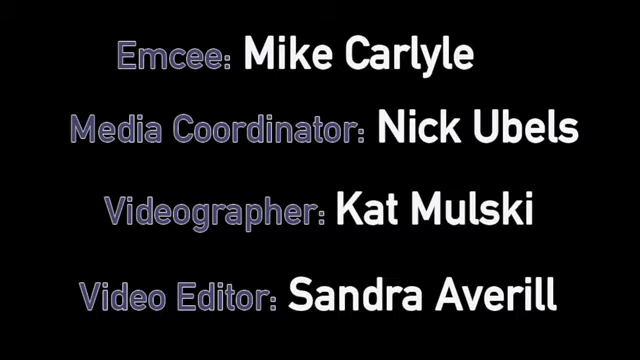 Emcee: Mike Carlyle
Media Coordinator: Nick Ubels
Videographer: Kat Mulski
Video Editor: Sandra Averill